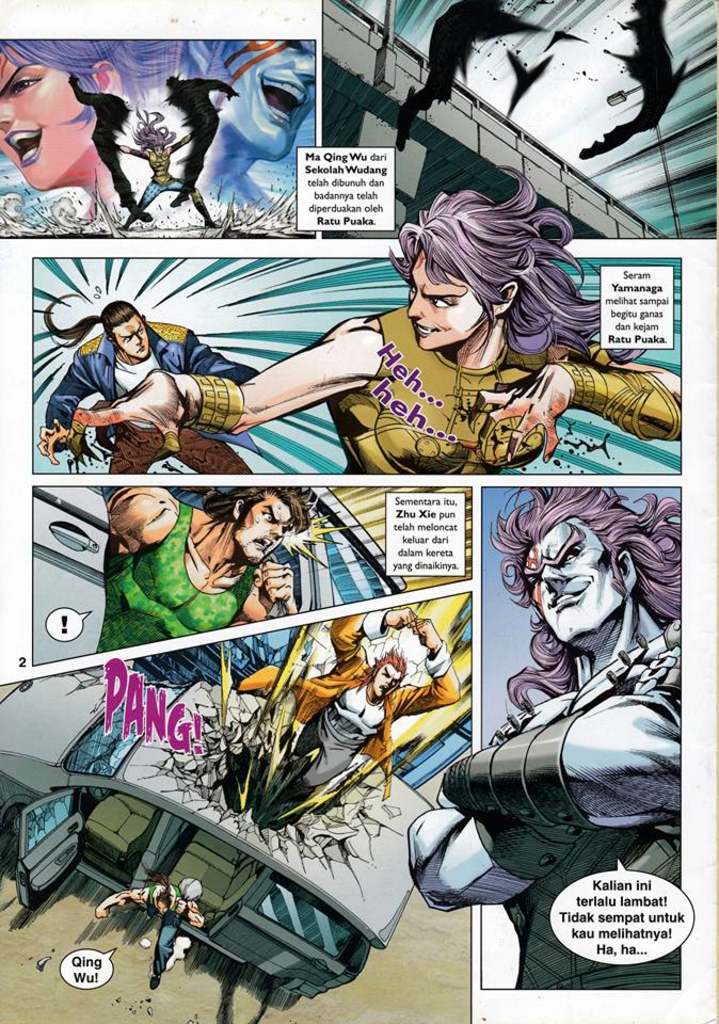 Ma Qing Wu dari
Sekolah Wudang
telah dibunuh dan
badannya telah
diperduakan oleh
Ratu Puaka.
Seram
Yamanaga
melihat sampai
begitu ganas
dan kejam
Ratu Puaka.
Heh...
heh...
Sementara itu,
Zhu Xie pun
telah meloncat
keluar dari
dalam kereta
yang dinaikinya.
!
2
PANG!
Qing
Wu!
Kalian ini
terlalu lambat!
Tidak sempat untuk
kau melihatnya!
Ha, ha...